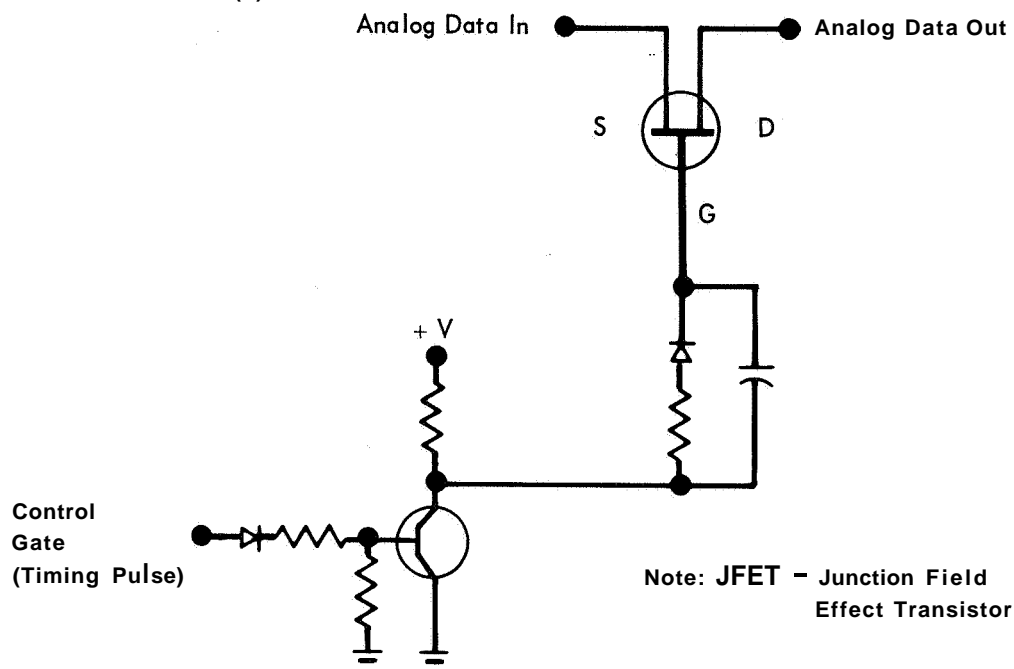 Analog Data In
Analog Data Out
S
D
G
+ V
Control
Gate
(Timing Pulse)
Note: JFET – Junction Field
Effect Transistor